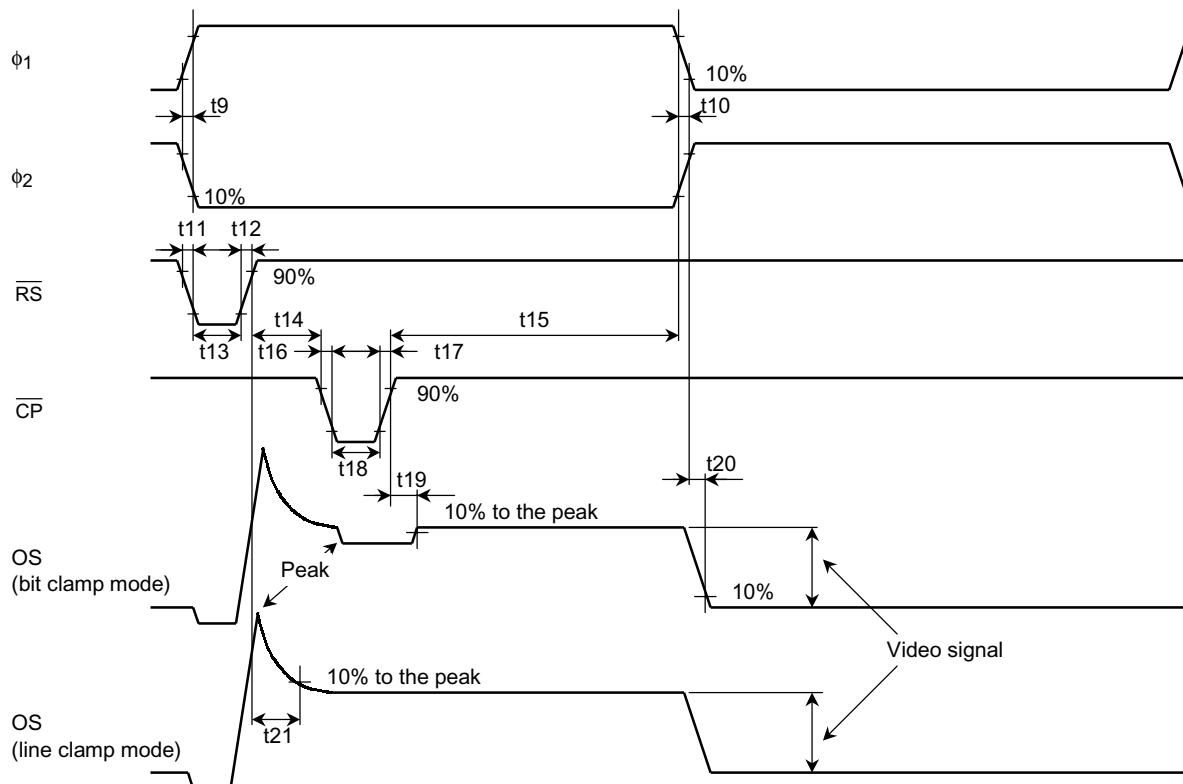 ϕ1
10%
t9
t10
ϕ2
10%
t11
t12
R̅S̅
90%
t14
t15
t13
t16
t17
C̅P̅
90%
t18
t19
t20
10% to the peak
OS
(bit clamp mode)
Peak
10%
Video signal
10% to the peak
OS
(line clamp mode)
t21